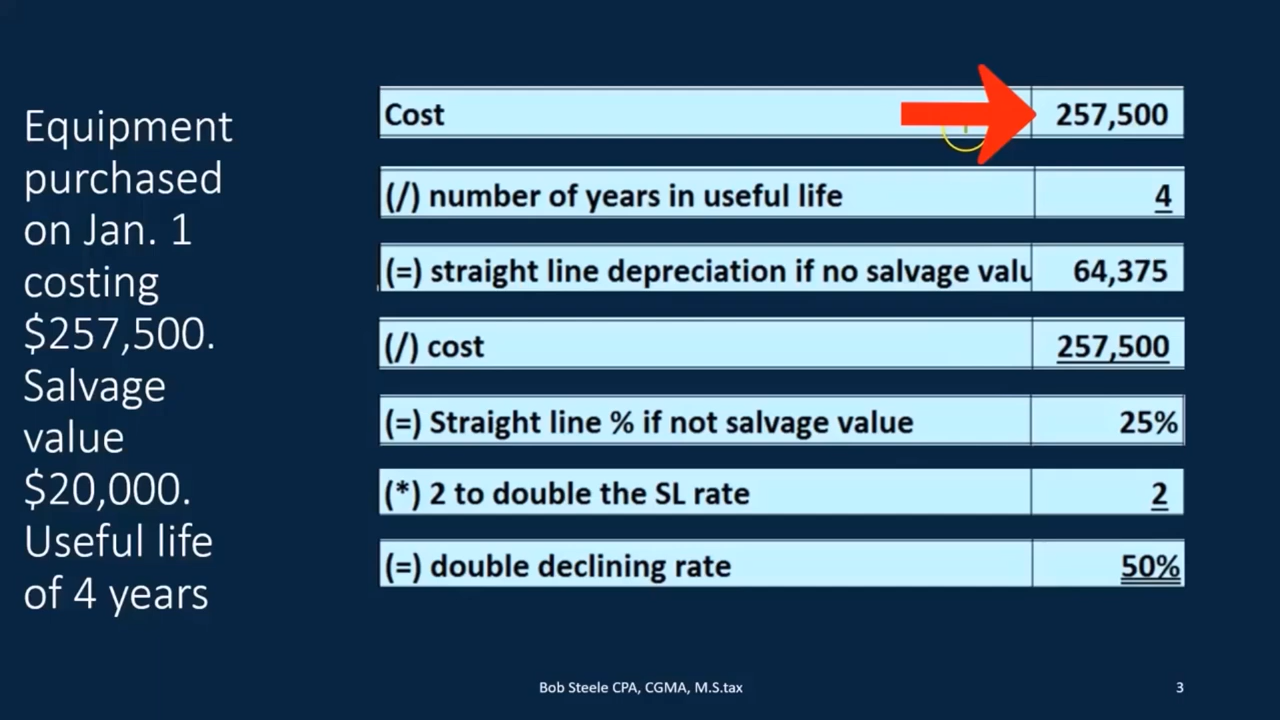 Equipment
purchased
on Jan. 1
costing
$257,500.
Salvage
value
$20,000.
Useful life
of 4 years
Cost 257,500
(/) number of years in useful life 4
(=) straight line depreciation if no salvage valu 64,375
(/) cost 257,500
(=) Straight line % if not salvage value 25%
(*) 2 to double the SL rate 2
(=) double declining rate 50%
Bob Steele CPA, CGMA, M.S.tax 3